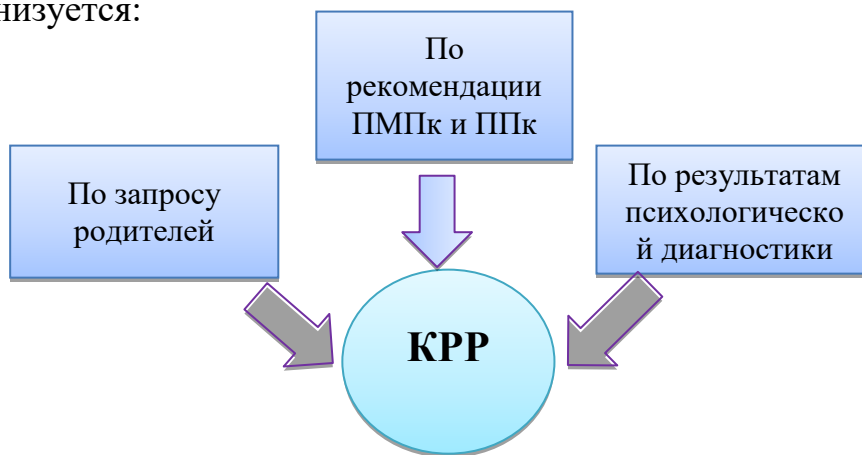 низуется:
По
рекомендации
ПМПк и ППк
По запросу
родителей
По результатам
психологическо
й диагностики
КРР